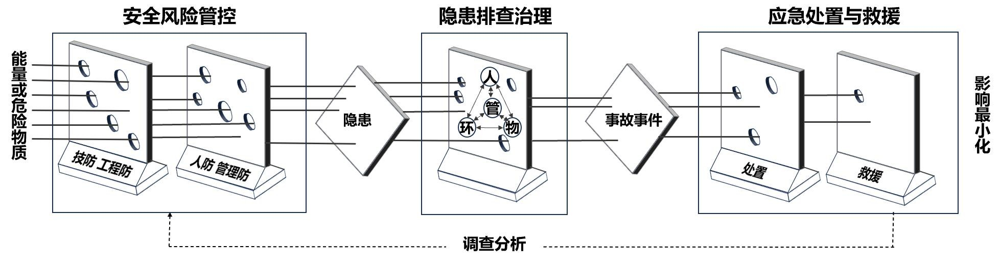 安全风险管控
隐患排查治理
应急处置与救援
能量或危险物质
技防 工程防
人防 管理防
隐患
人
管
环
物
事故事件
处置
救援
影响最小化
调查分析